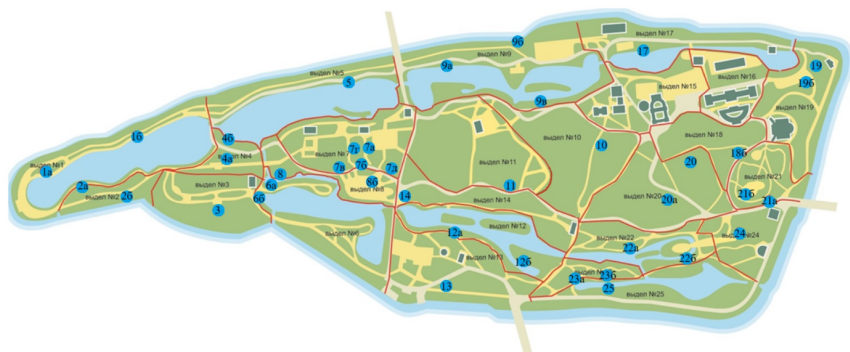 выдел №17
9б
17
выдел №9
9а
19
выдел №5
5
19б
выдел №16
выдел №15
9в
выдел №19
1б
4б
выдел №18
выдел №10
10
7г
7а
18б
выдел №4
4а
выдел №7
выдел №11
20
выдел №1
1а
7в
7б
7д
8
выдел №21
2а
выдел №3
6а
8б
выдел №8
11
21б
выдел №2
2б
6б
14
выдел №14
выдел №20
20а
21а
3
выдел №6
12а
выдел №12
выдел №22
22а
24
выдел №24
выдел №13
12б
22б
23а
23б
13
25
выдел №25